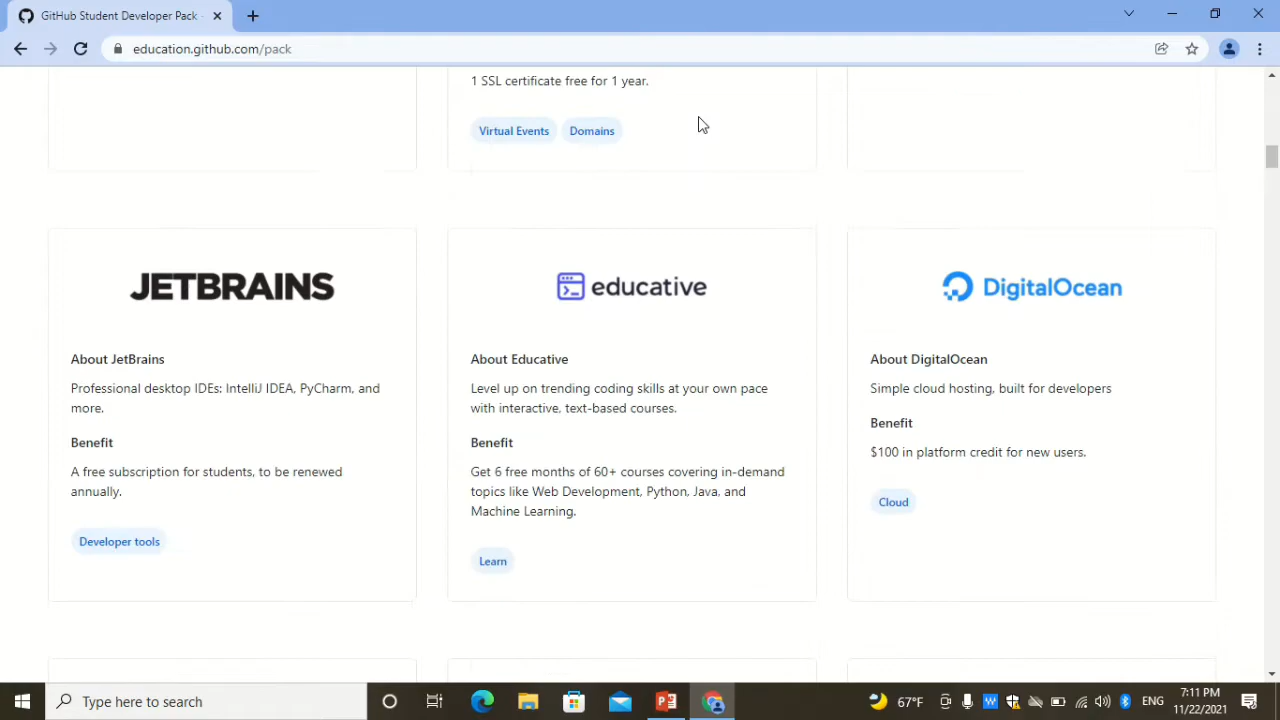 GitHub Student Developer Pack -
education.github.com/pack
1 SSL certificate free for 1 year.
Virtual Events
Domains
JETBRAINS
About JetBrains
Professional desktop IDEs: IntelliJ IDEA, PyCharm, and
more.
Benefit
A free subscription for students, to be renewed
annually.
Developer tools
educative
About Educative
Level up on trending coding skills at your own pace
with interactive, text-based courses.
Benefit
Get 6 free months of 60+ courses covering in-demand
topics like Web Development, Python, Java, and
Machine Learning.
Learn
DigitalOcean
About DigitalOcean
Simple cloud hosting, built for developers
Benefit
$100 in platform credit for new users.
Cloud
Type here to search
67°F
ENG
7:11 PM
11/22/2021